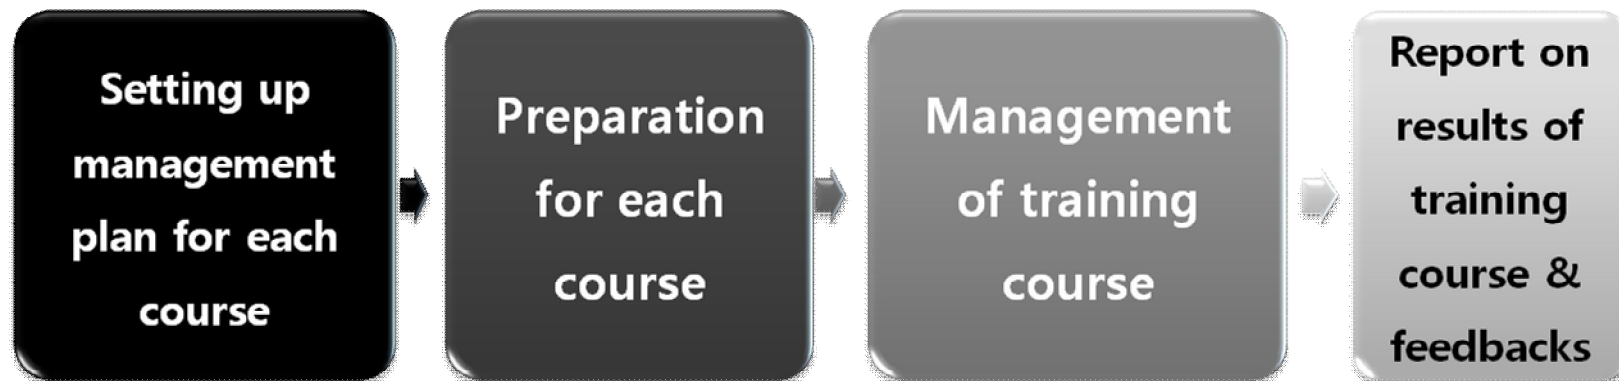 Setting up
management
plan for each
course
Preparation
for each
course
Management
of training
course
Report on
results of
training
course &
feedbacks